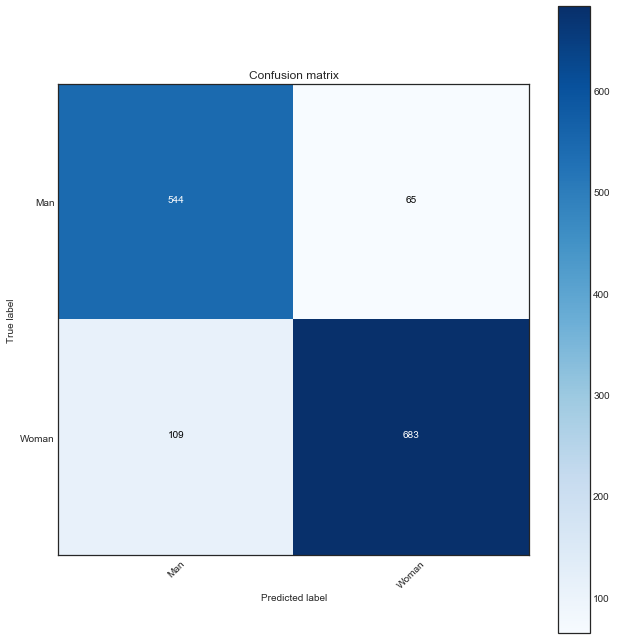 Confusion matrix
Man
544
65
Woman
109
683
Man
Woman
True label
Predicted label
600
500
400
300
200
100